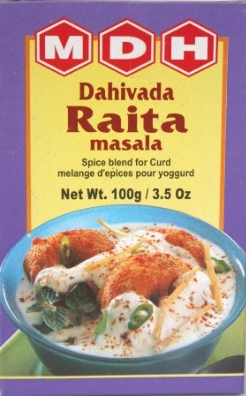 MDH
Dahivada
Raita
masala
Spice blend for Curd
melange d'epices pour yoggurd
Net Wt. 100g / 3.5 Oz